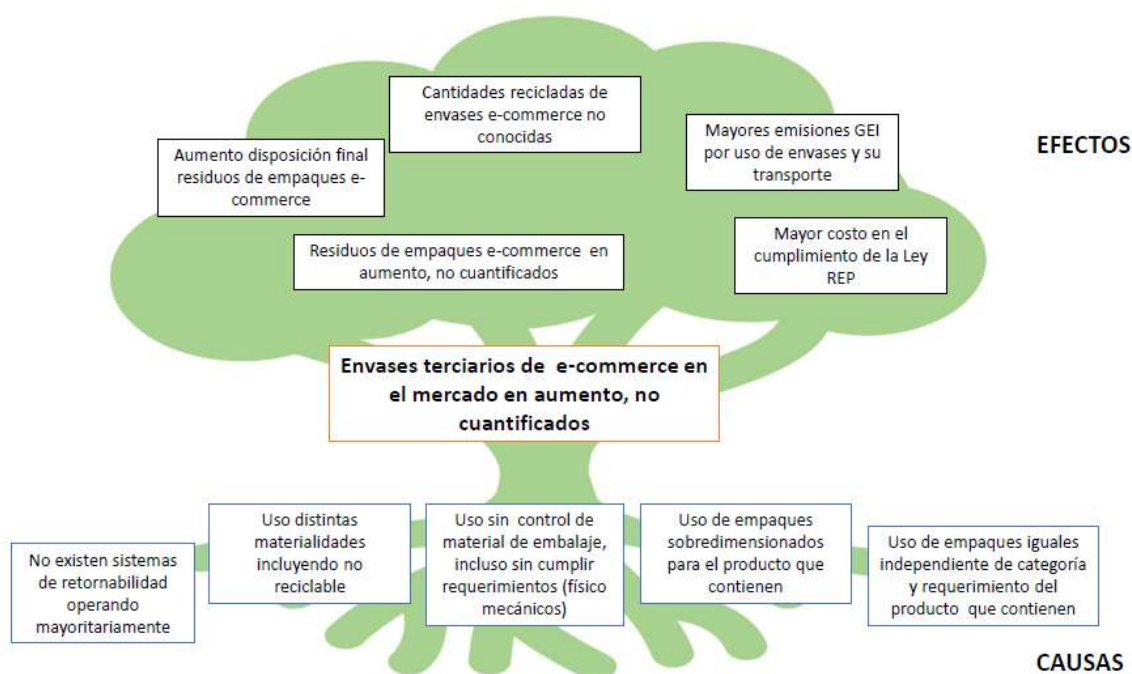 Cantidades recicladas de
envases e-commerce no
conocidas
Mayores emisiones GEI
por uso de envases y su
transporte
EFECTOS
Aumento disposición final
residuos de empaques e-
commerce
Mayor costo en el
cumplimiento de la Ley
REP
Residuos de empaques e-commerce en
aumento, no cuantificados
Envases terciarios de e-commerce en
el mercado en aumento, no
cuantificados
No existen sistemas
de retornabilidad
operando
mayoritariamente
Uso distintas
materialidades
incluyendo no
reciclable
Uso sin control de
material de embalaje,
incluso sin cumplir
requerimientos (físico
mecánicos)
Uso de empaques
sobredimensionados
para el producto que
contienen
Uso de empaques iguales
independiente de categoría
y requerimiento del
producto que contienen
CAUSAS